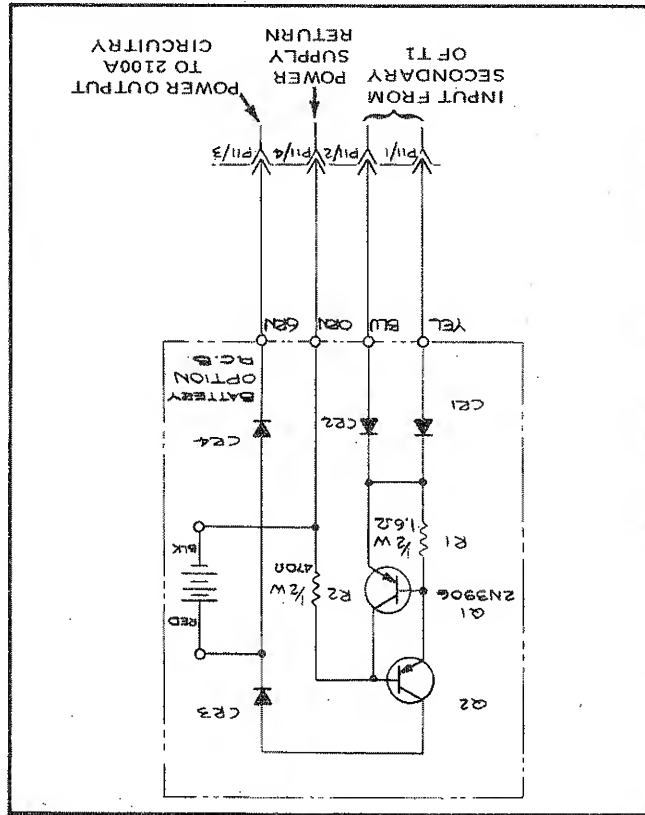 Q2
CR3
RED
Q1
2N3906
R2
½ W
470Ω
R1
½ W
1.6Ω
BLK
CR1
CR2
CR4
BATTERY
OPTION
P.C.B
YEL
BLU
ORN
GRN
P11/1
P11/2
P11/4
P11/3
INPUT FROM
SECONDARY
OF T1
POWER
SUPPLY
RETURN
POWER OUTPUT
TO 2100A
CIRCUITRY